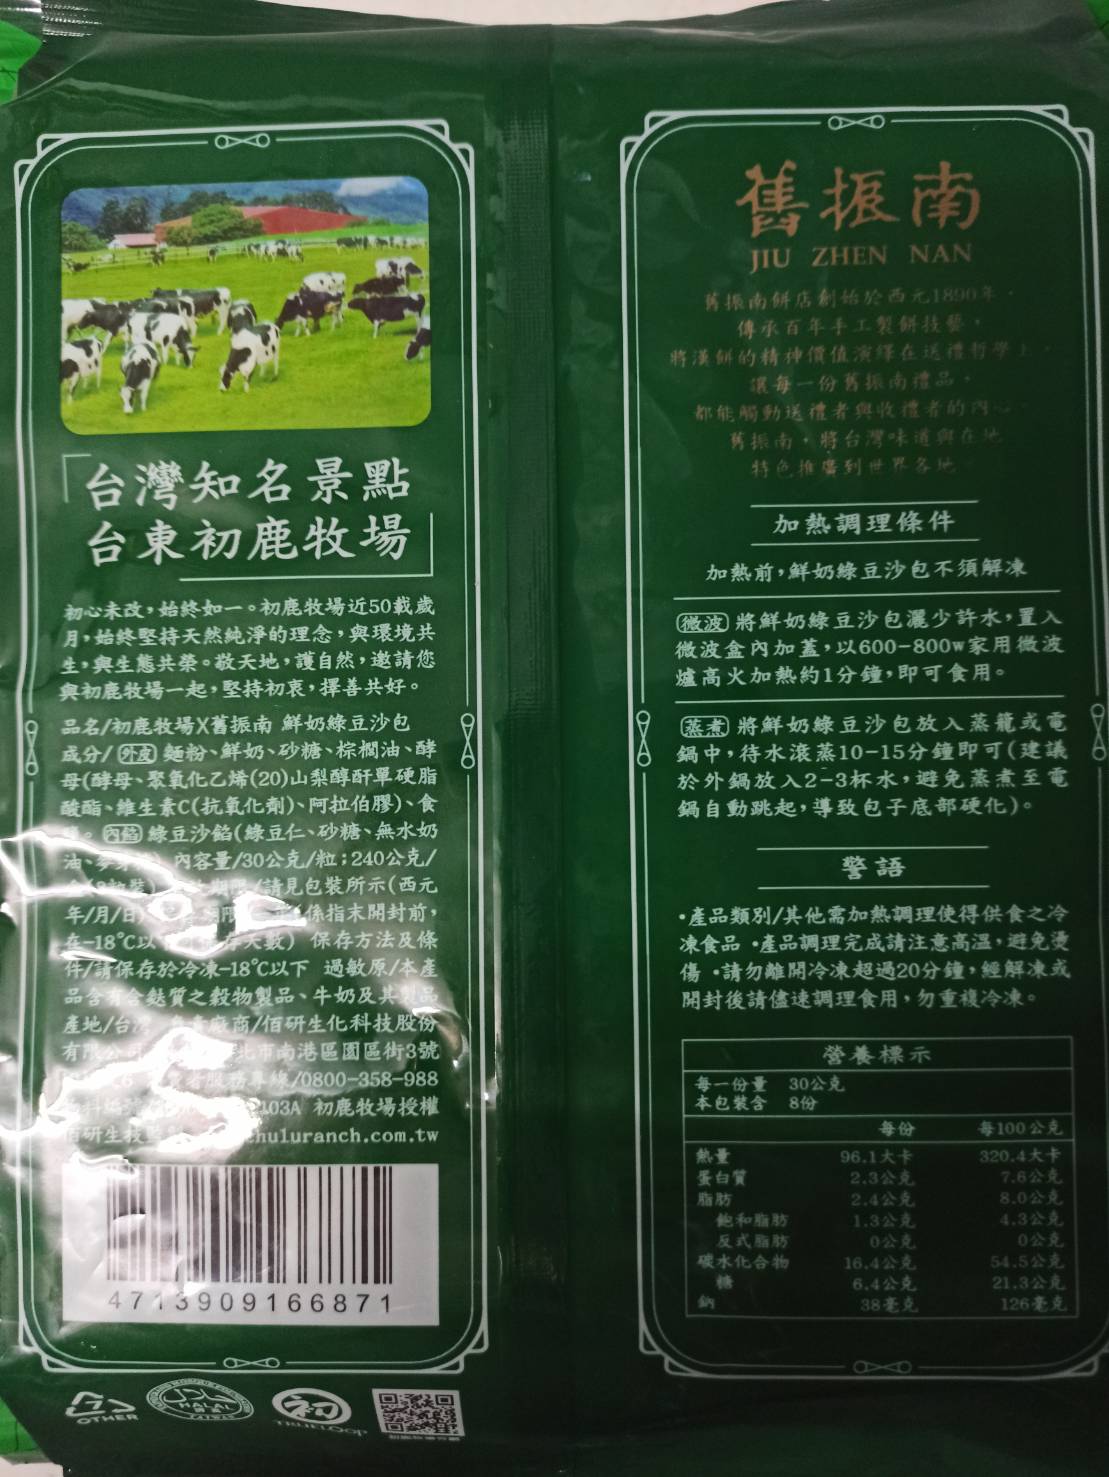 「台灣知名景點
台東初鹿牧場」
初心未改，始終如一。初鹿牧場近50載歲
月，始終堅持天然純淨的理念，與環境共
生，與生態共榮。敬天地，護自然，邀請您
與初鹿牧場一起，堅持初衷，擇善共好。
品名/初鹿牧場X舊振南 鮮奶綠豆沙包
成分/外皮 麵粉、鮮奶、砂糖、棕櫚油、酵
母(酵母、聚氧化乙烯(20)山梨醇酐單硬脂
酸酯、維生素C(抗氧化劑)、阿拉伯膠)、食
。內餡 綠豆沙餡(綠豆仁、砂糖、無水奶
油、 內容量/30公克/粒；240公克/
請見包裝所示(西元
年/月/日) 係指未開封前，
在-18℃以 存天數) 保存方法及條
件/請保存於冷凍-18℃以下 過敏原/本產
品含有含麩質之穀物製品、牛奶及其製品
產地/台灣 廠商/佰研生化科技股份
有限公司 北市南港區園區街3號
服務專線/0800-358-988
103A 初鹿牧場授權
佰研生技 chuluranch.com.tw
4713909166871
7
OTHER
HALAL
TAIWAN
初
TRUELOOP
舊振南
JIU ZHEN NAN
舊振南餅店創始於西元1890年，
傳承百年手工製餅技藝，
將漢餅的精神價值演繹在送禮哲學上，
讓每一份舊振南禮品，
都能觸動送禮者與收禮者的內心。
舊振南，將台灣味道與在地
特色推廣到世界各地。
加熱調理條件
加熱前，鮮奶綠豆沙包不須解凍
微波 將鮮奶綠豆沙包灑少許水，置入
微波盒內加蓋，以600-800w家用微波
爐高火加熱約1分鐘，即可食用。
蒸煮 將鮮奶綠豆沙包放入蒸籠或電
鍋中，待水滾蒸10-15分鐘即可(建議
於外鍋放入2-3杯水，避免蒸煮至電
鍋自動跳起，導致包子底部硬化)。
警語
•產品類別/其他需加熱調理使得供食之冷
凍食品 •產品調理完成請注意高溫，避免燙
傷 •請勿離開冷凍超過20分鐘，經解凍或
開封後請儘速調理食用，勿重複冷凍。
營養標示
每一份量 30公克
本包裝含 8份
每份 每100公克
熱量 96.1大卡 320.4大卡
蛋白質 2.3公克 7.6公克
脂肪 2.4公克 8.0公克
飽和脂肪 1.3公克 4.3公克
反式脂肪 0公克 0公克
碳水化合物 16.4公克 54.5公克
糖 6.4公克 21.3公克
鈉 38毫克 126毫克